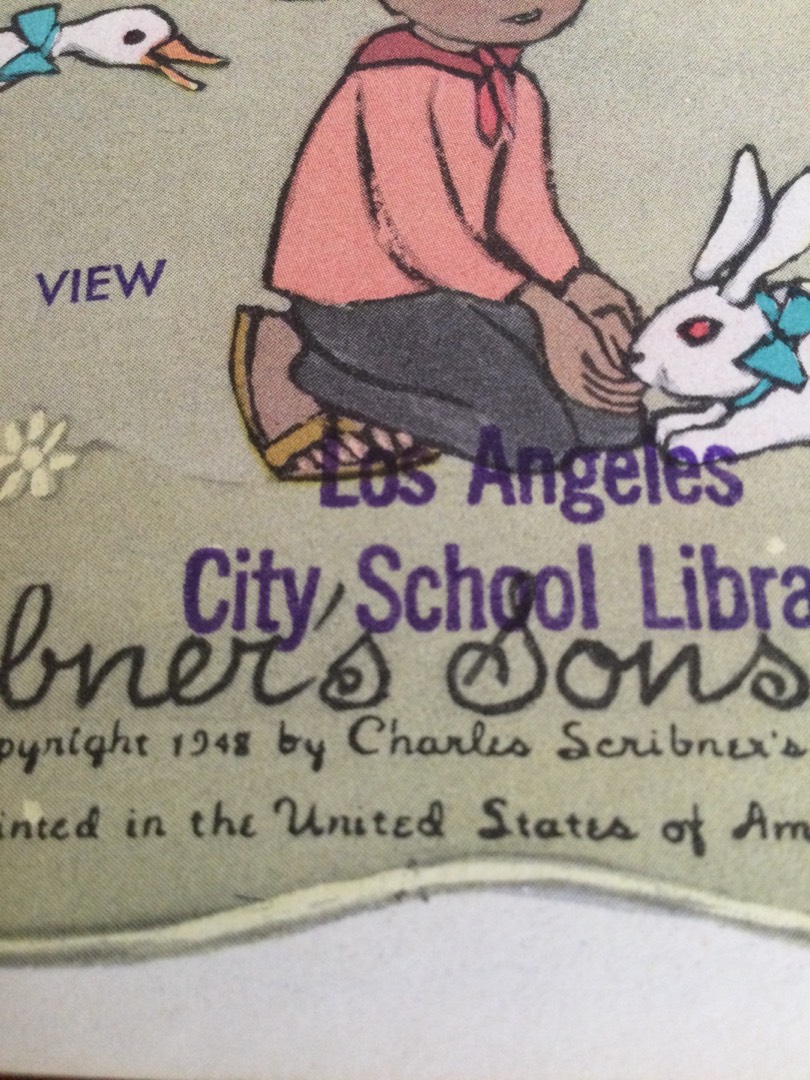 VIEW
Los Angeles
City School Libra
bner's Sons
pyright 1948 by Charles Scribner's
inted in the United States of Am